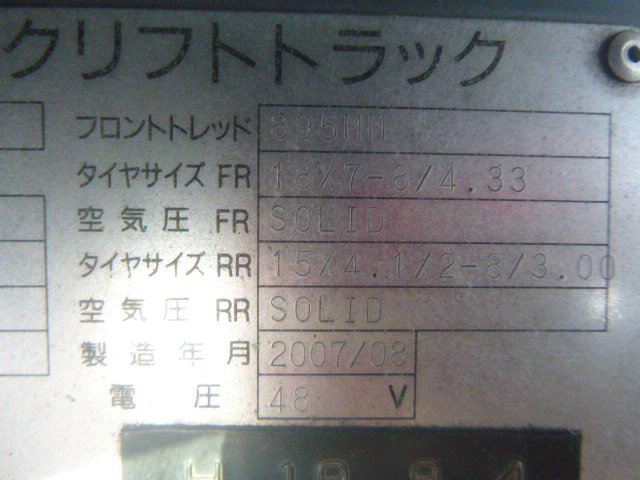 クリフトトラック
フロントトレッド 895MM
タイヤサイズ FR 18X7-8/4.33
空気圧 FR SOLID
タイヤサイズ RR 15X4.1/2-8/3.00
空気圧 RR SOLID
製造年月 2007/08
電圧 48 V